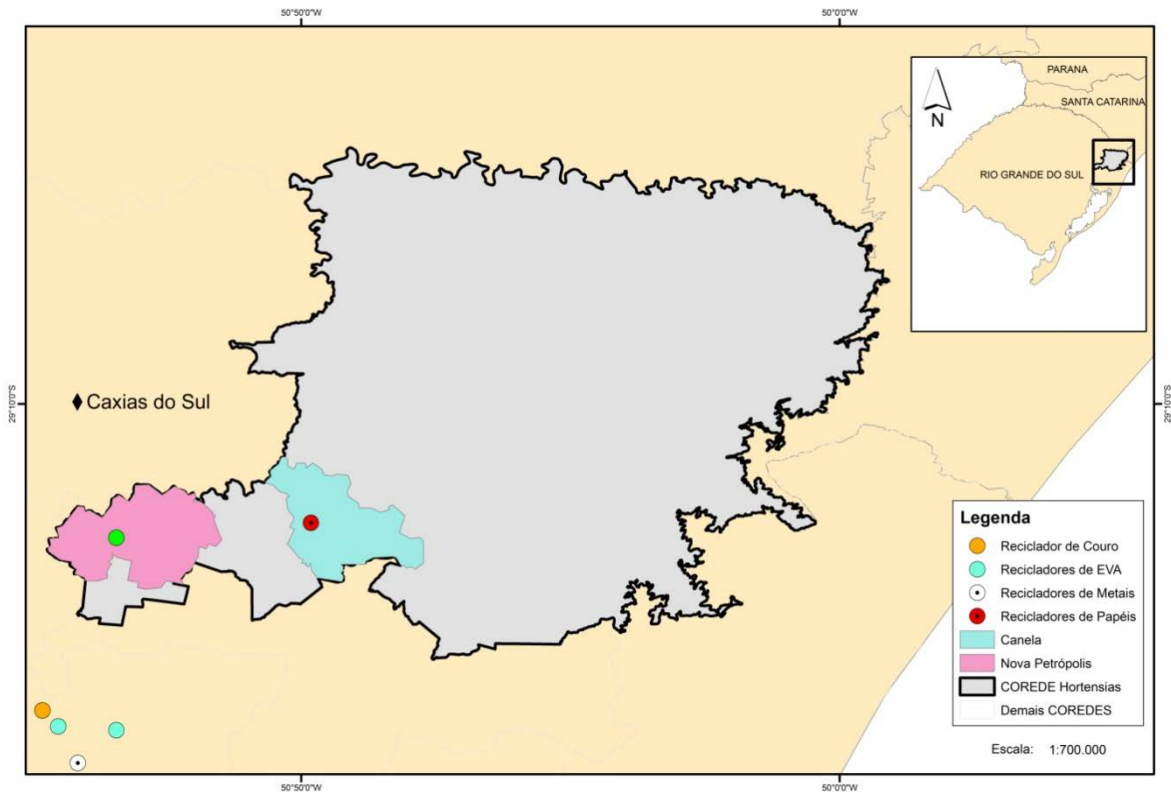 50°50'0"W
50°0'0"W
PARANA
SANTA CATARINA
N
RIO GRANDE DO SUL
29°10'0"S
29°10'0"S
Caxias do Sul
Legenda
Reciclador de Couro
Recicladores de EVA
Recicladores de Metais
Recicladores de Papéis
Canela
Nova Petrópolis
COREDE Hortensias
Demais COREDES
Escala: 1:700.000
50°50'0"W
50°0'0"W